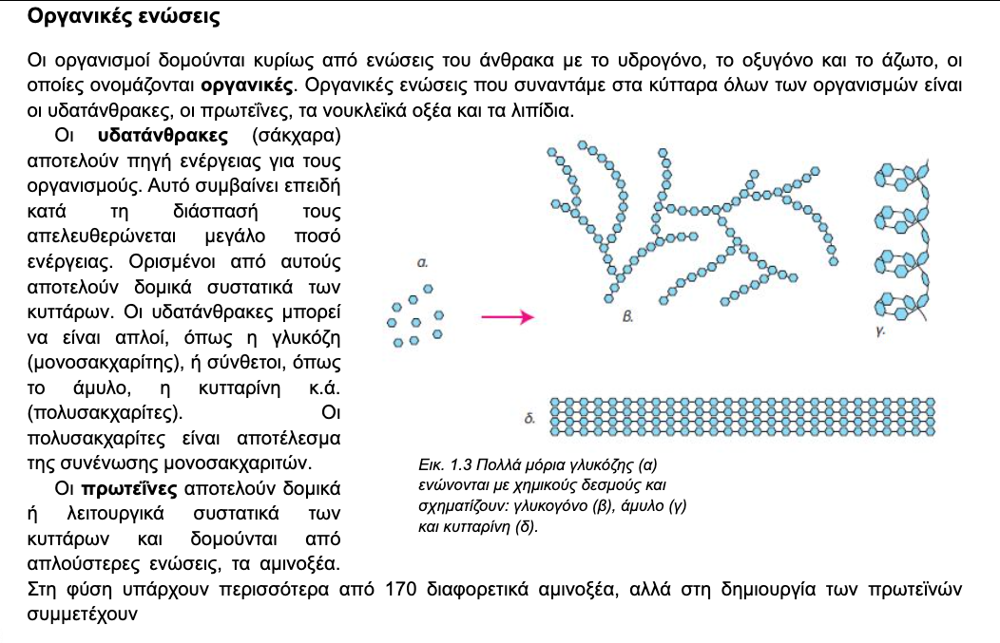 Οργανικές ενώσεις
Οι οργανισμοί δομούνται κυρίως από ενώσεις του άνθρακα με το υδρογόνο, το οξυγόνο και το άζωτο, οι
οποίες ονομάζονται οργανικές. Οργανικές ενώσεις που συναντάμε στα κύτταρα όλων των οργανισμών είναι
οι υδατάνθρακες, οι πρωτεΐνες, τα νουκλεϊκά οξέα και τα λιπίδια.
Οι υδατάνθρακες (σάκχαρα)
αποτελούν πηγή ενέργειας για τους
οργανισμούς. Αυτό συμβαίνει επειδή
κατά τη διάσπασή τους
απελευθερώνεται μεγάλο ποσό
ενέργειας. Ορισμένοι από αυτούς
αποτελούν δομικά συστατικά των
κυττάρων. Οι υδατάνθρακες μπορεί
να είναι απλοί, όπως η γλυκόζη
(μονοσακχαρίτης), ή σύνθετοι, όπως
το άμυλο, η κυτταρίνη κ.ά.
(πολυσακχαρίτες). Οι
πολυσακχαρίτες είναι αποτέλεσμα
της συνένωσης μονοσακχαριτών.
Οι πρωτεΐνες αποτελούν δομικά
ή λειτουργικά συστατικά των
κυττάρων και δομούνται από
απλούστερες ενώσεις, τα αμινοξέα.
Στη φύση υπάρχουν περισσότερα από 170 διαφορετικά αμινοξέα, αλλά στη δημιουργία των πρωτεϊνών
συμμετέχουν
α.
β.
γ.
δ.
Εικ. 1.3 Πολλά μόρια γλυκόζης (α)
ενώνονται με χημικούς δεσμούς και
σχηματίζουν: γλυκογόνο (β), άμυλο (γ)
και κυτταρίνη (δ).